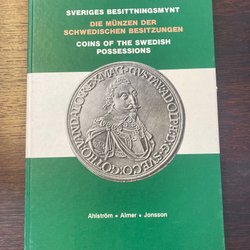 SVERIGES BESITTNINGSMYNT
DIE MÜNZEN DER
SCHWEDISCHEN BESITZUNGEN
COINS OF THE SWEDISH
POSSESSIONS
Ahlström • Almer • Jonsson